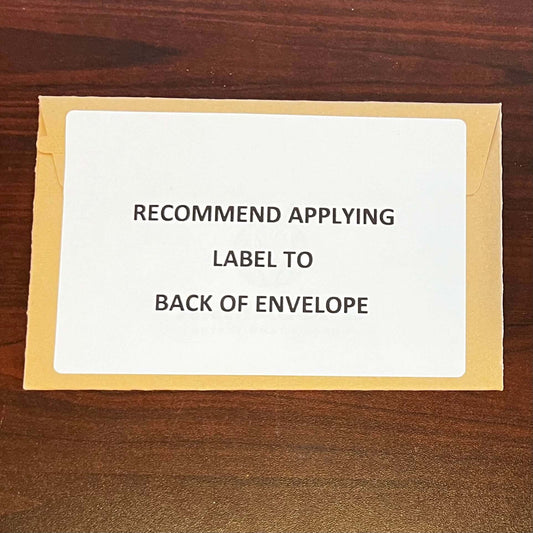 RECOMMEND APPLYING
LABEL TO
BACK OF ENVELOPE